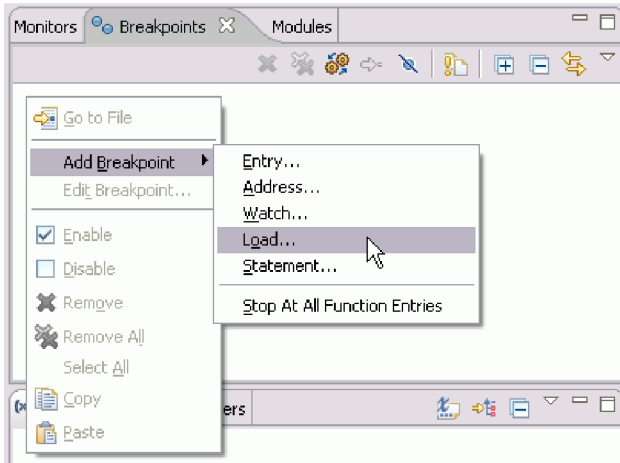 Monitors Breakpoints Modules
Go to File
Add Breakpoint
Edit Breakpoint...
Enable
Disable
Remove
Remove All
Select All
Copy
Paste
Entry...
Address...
Watch...
Load...
Statement...
Stop At All Function Entries
ers